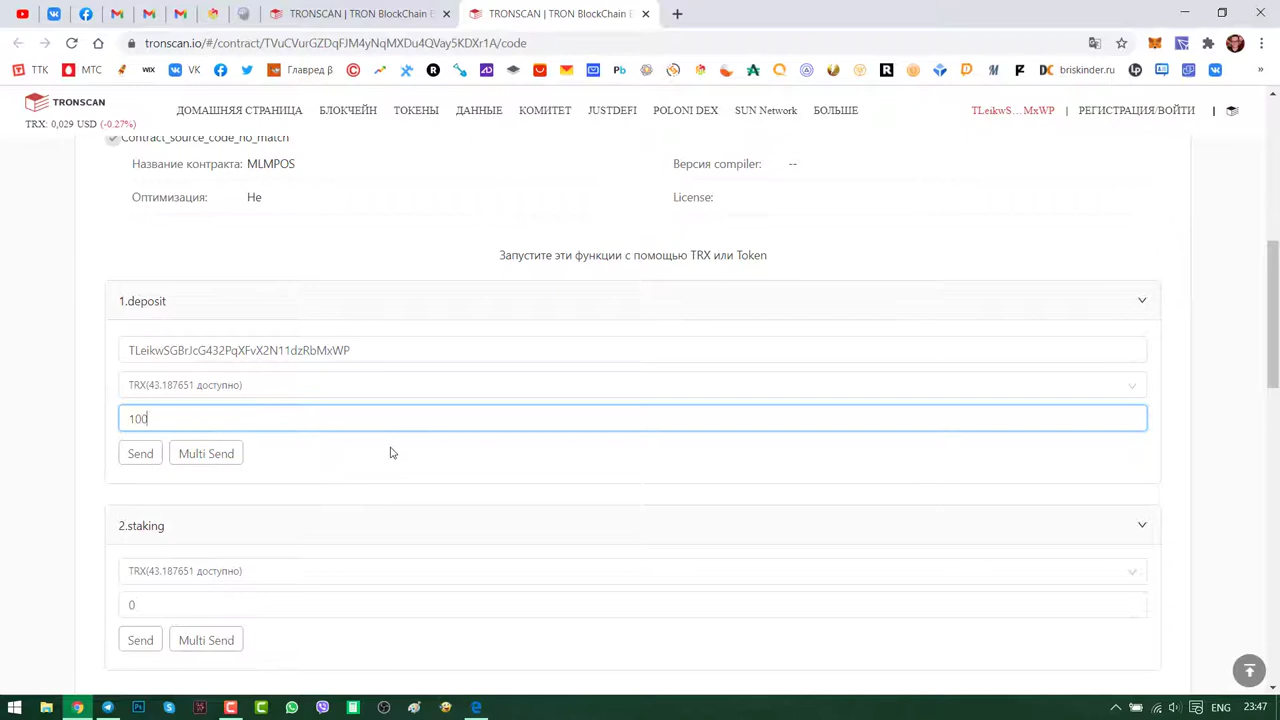 TRONSCAN | TRON BlockChain E
TRONSCAN | TRON BlockChain E
tronscan.io/#/contract/TVuCVurGZDqFJM4yNqMXDu4QVay5KDXr1A/code
ТТК
МТС
WIX
VK
Главред β
Pb
briskinder.ru
TRONSCAN
TRX: 0,029 USD (-0.27%)
ДОМАШНЯЯ СТРАНИЦА
БЛОКЧЕЙН
ТОКЕНЫ
ДАННЫЕ
КОМИТЕТ
JUSTDEFI
POLONI DEX
SUN Network
БОЛЬШЕ
TLeikwS...MxWP
РЕГИСТРАЦИЯ/ВОЙТИ
Contract_source_code_no_match
Название контракта: MLMPOS
Версия compiler: --
Оптимизация: Не
License:
Запустите эти функции с помощью TRX или Token
1.deposit
TLeikwSGBrJcG432PqXFvX2N11dzRbMxWP
TRX(43.187651 доступно)
100
Send
Multi Send
2.staking
TRX(43.187651 доступно)
0
Send
Multi Send
ENG
23:47